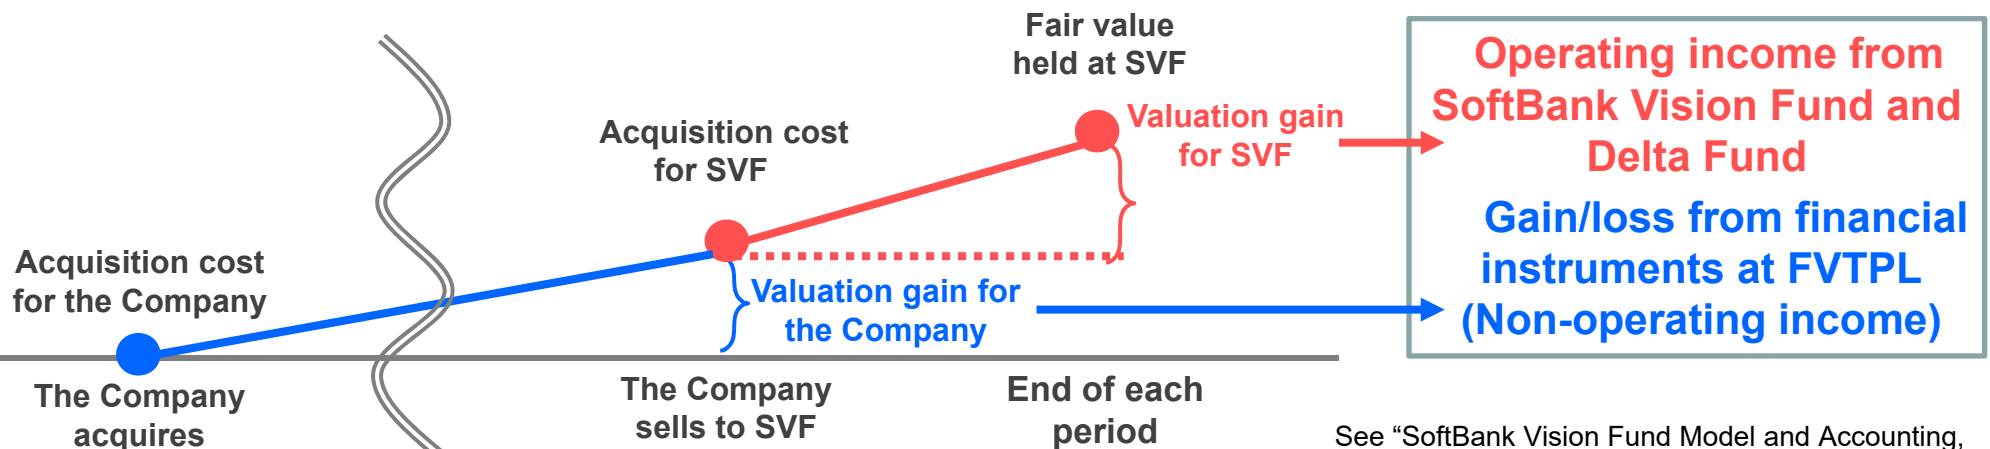 Fair value
held at SVF
Acquisition cost
for SVF
Valuation gain
for SVF
Operating income from
SoftBank Vision Fund and
Delta Fund
Acquisition cost
for the Company
Valuation gain for
the Company
Gain/loss from financial
instruments at FVTPL
(Non-operating income)
The Company
acquires
The Company
sells to SVF
End of each
period
See “SoftBank Vision Fund Model and Accounting,